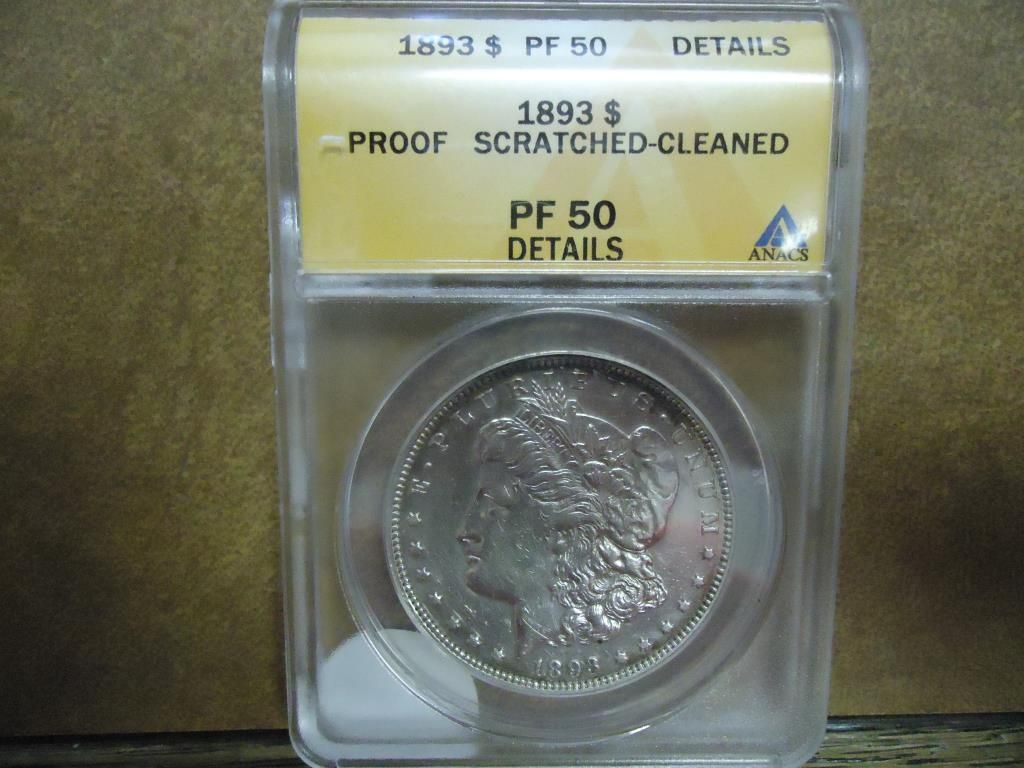 1893 $ PF 50 DETAILS
1893 $
PROOF SCRATCHED-CLEANED
PF 50
DETAILS
ANACS
E·PLURIBUS·UNUM
LIBERTY
1893